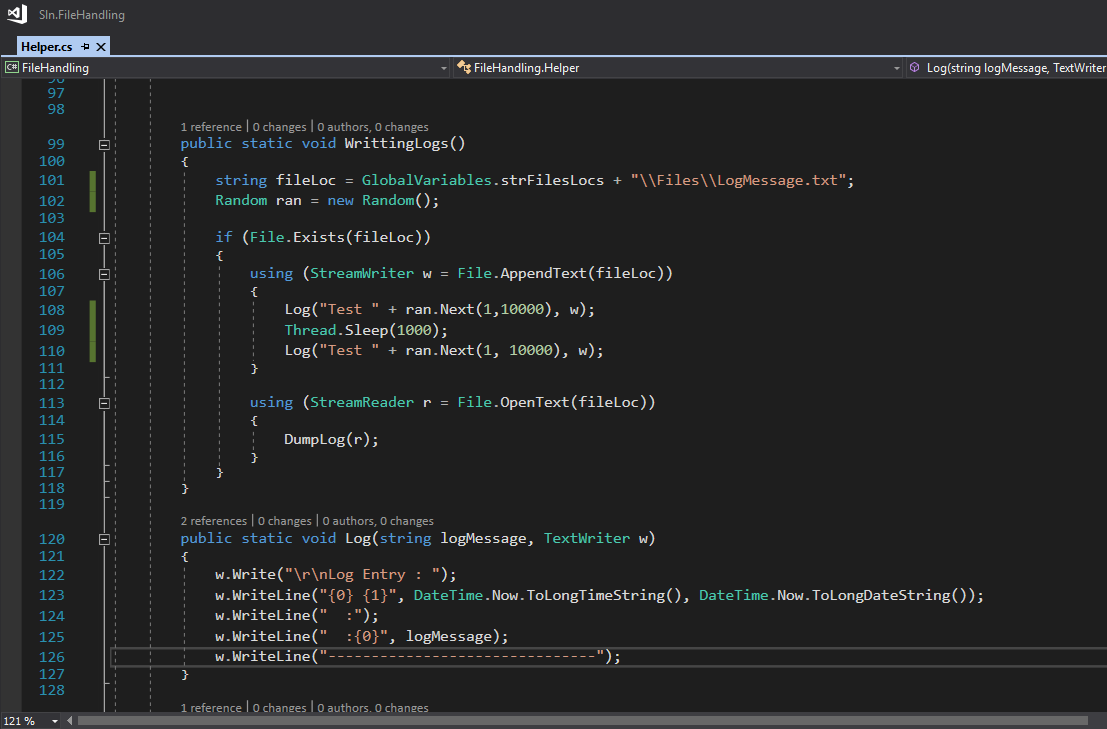 Sln.FileHandling
Helper.cs
C# FileHandling FileHandling.Helper Log(string logMessage, TextWriter
96
97
98
1 reference | 0 changes | 0 authors, 0 changes
99 public static void WrittingLogs()
100 {
101 string fileLoc = GlobalVariables.strFilesLocs + "\\Files\\LogMessage.txt";
102 Random ran = new Random();
103
104 if (File.Exists(fileLoc))
105 {
106 using (StreamWriter w = File.AppendText(fileLoc))
107 {
108 Log("Test " + ran.Next(1,10000), w);
109 Thread.Sleep(1000);
110 Log("Test " + ran.Next(1, 10000), w);
111 }
112
113 using (StreamReader r = File.OpenText(fileLoc))
114 {
115 DumpLog(r);
116 }
117 }
118 }
119
2 references | 0 changes | 0 authors, 0 changes
120 public static void Log(string logMessage, TextWriter w)
121 {
122 w.Write("\r\nLog Entry : ");
123 w.WriteLine("{0} {1}", DateTime.Now.ToLongTimeString(), DateTime.Now.ToLongDateString());
124 w.WriteLine("  :");
125 w.WriteLine("  :{0}", logMessage);
126 w.WriteLine("-------------------------------");
127 }
128
1 reference | 0 changes | 0 authors, 0 changes
121 %